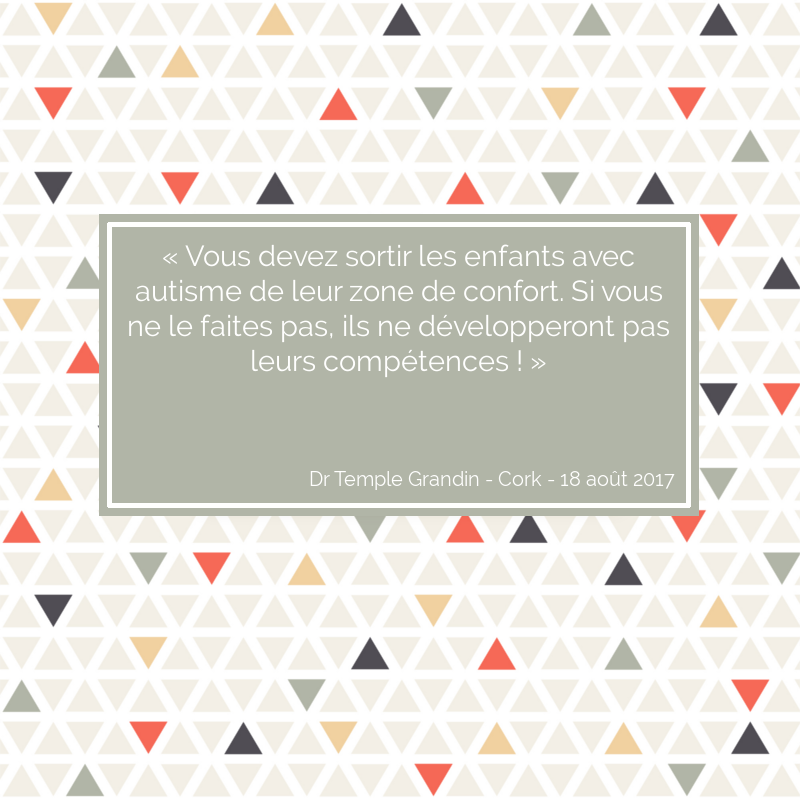 « Vous devez sortir les enfants avec
autisme de leur zone de confort. Si vous
ne le faites pas, ils ne développeront pas
leurs compétences ! »
Dr Temple Grandin - Cork - 18 août 2017